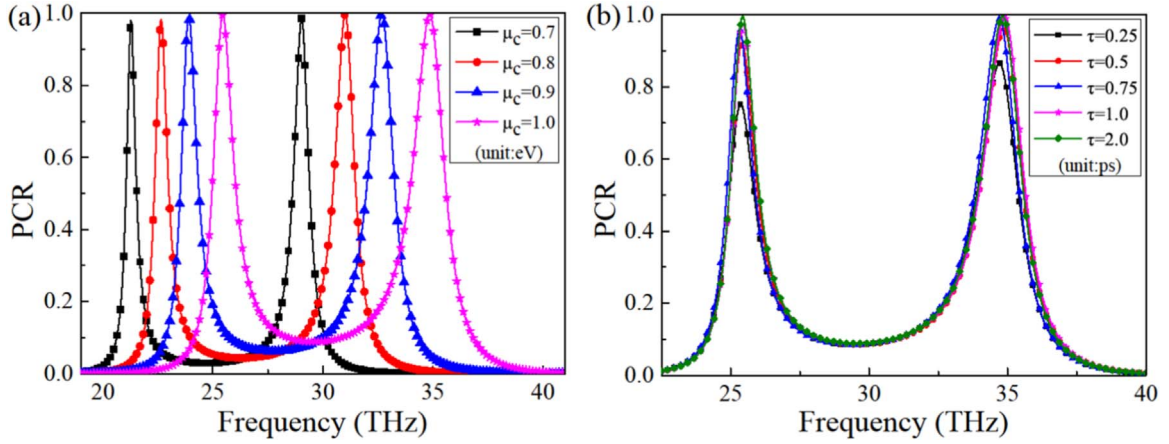 (a)
1.0
0.8
0.6
0.4
0.2
0.0
PCR
20
25
30
35
40
Frequency (THz)
μc=0.7
μc=0.8
μc=0.9
μc=1.0
(unit:eV)
(b)
1.0
0.8
0.6
0.4
0.2
0.0
PCR
25
30
35
40
Frequency (THz)
τ=0.25
τ=0.5
τ=0.75
τ=1.0
τ=2.0
(unit:ps)